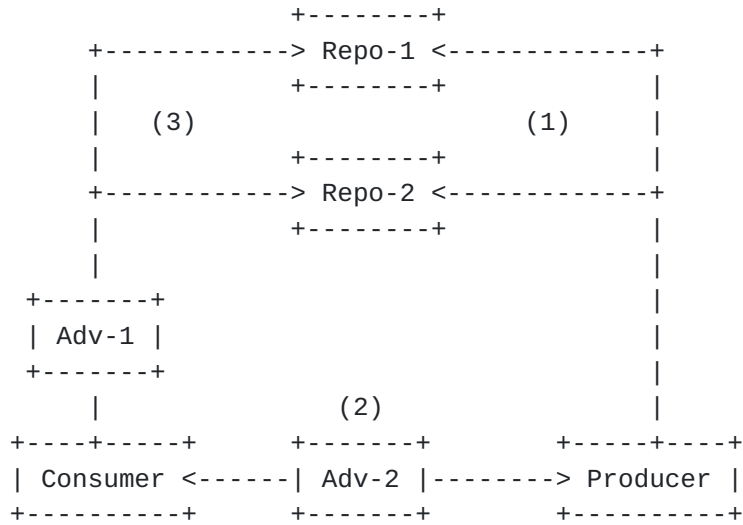 Repo-1
(3) (1)
Repo-2
Adv-1
(2)
Consumer Adv-2 Producer